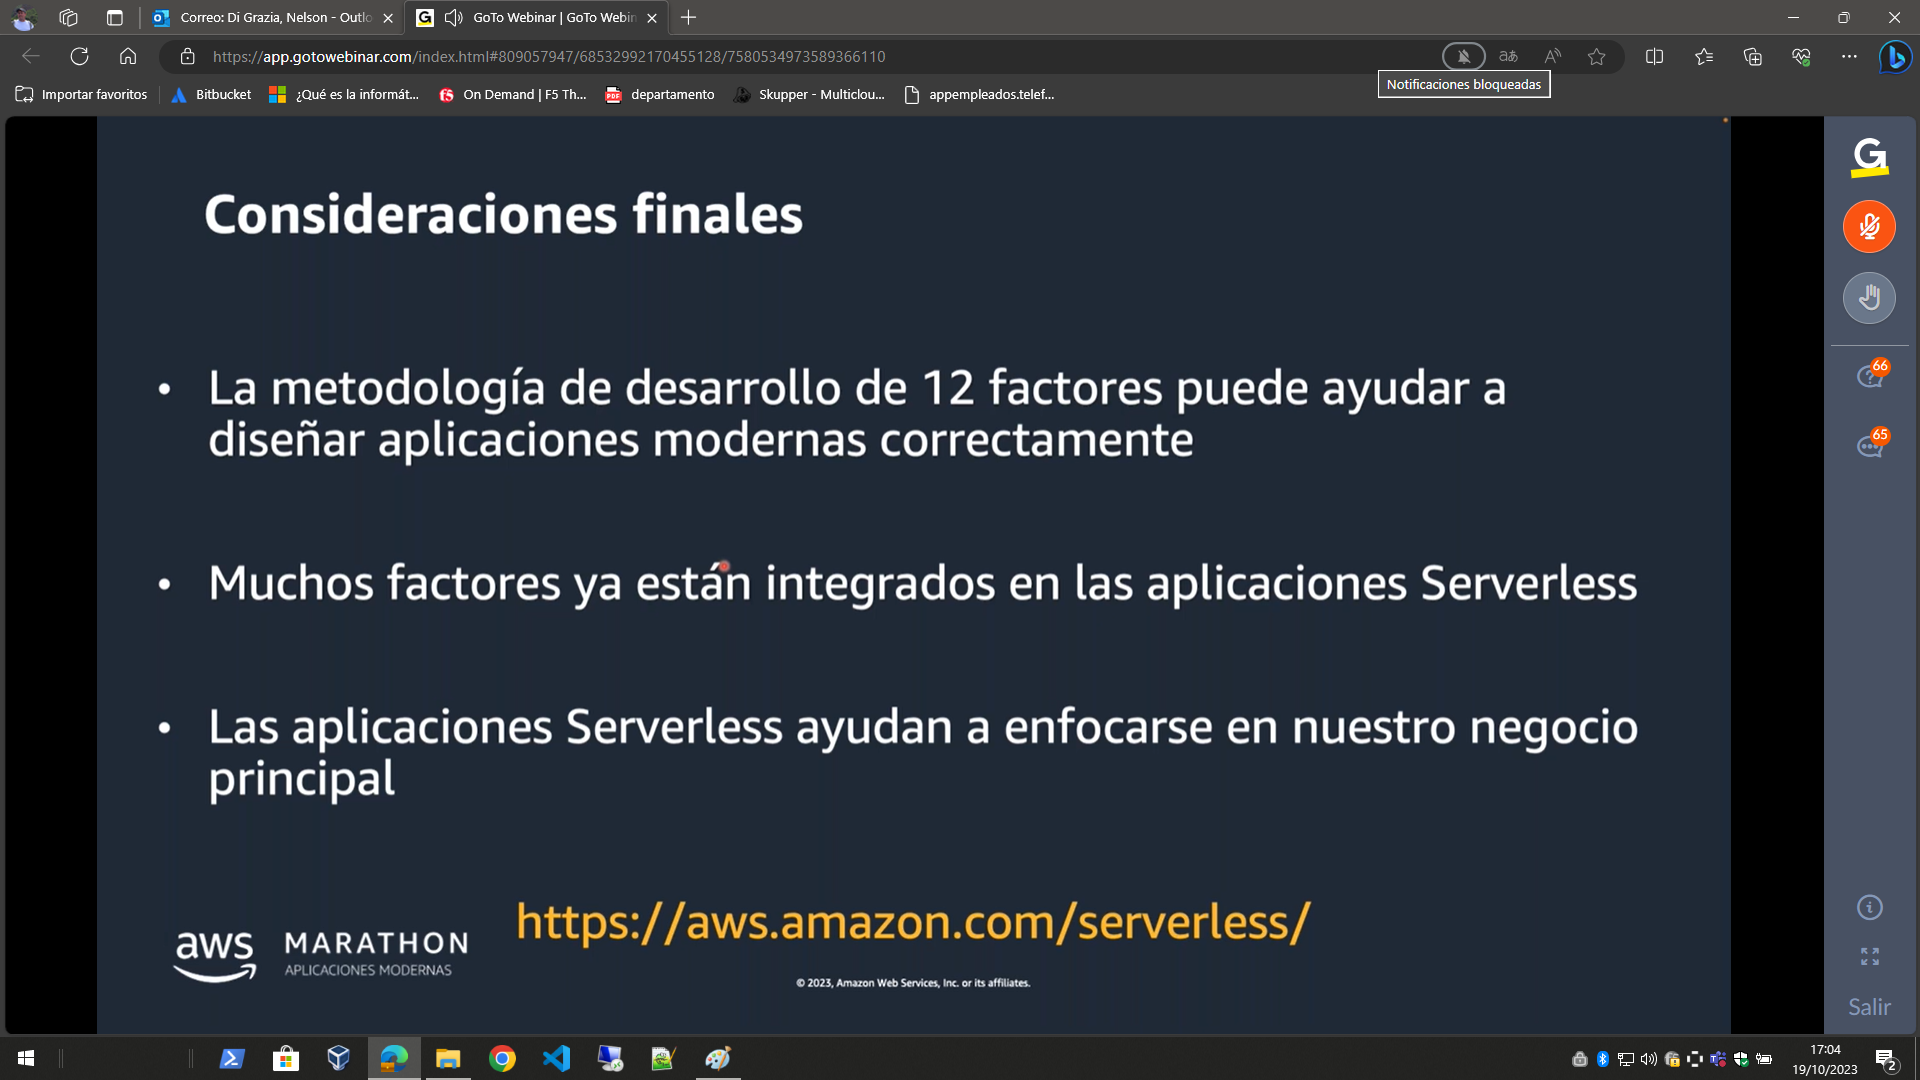 Correo: Di Grazia, Nelson - Outlo
GoTo Webinar | GoTo Webin
https://app.gotowebinar.com/index.html#809057947/68532992170455128/7580534973589366110
Notificaciones bloqueadas
Importar favoritos
Bitbucket
¿Qué es la informát...
On Demand | F5 Th...
departamento
Skupper - Multiclou...
appempleados.telef...
Consideraciones finales
• La metodología de desarrollo de 12 factores puede ayudar a
diseñar aplicaciones modernas correctamente
• Muchos factores ya están integrados en las aplicaciones Serverless
• Las aplicaciones Serverless ayudan a enfocarse en nuestro negocio
principal
https://aws.amazon.com/serverless/
aws MARATHON
APLICACIONES MODERNAS
© 2023, Amazon Web Services, Inc. or its affiliates.
66
65
Salir
17:04
19/10/2023
2